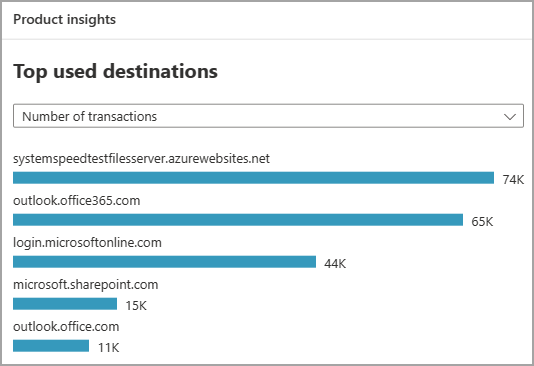 Product insights
Top used destinations
Number of transactions
systemspeedtestfilesserver.azurewebsites.net
74K
outlook.office365.com
65K
login.microsoftonline.com
44K
microsoft.sharepoint.com
15K
outlook.office.com
11K